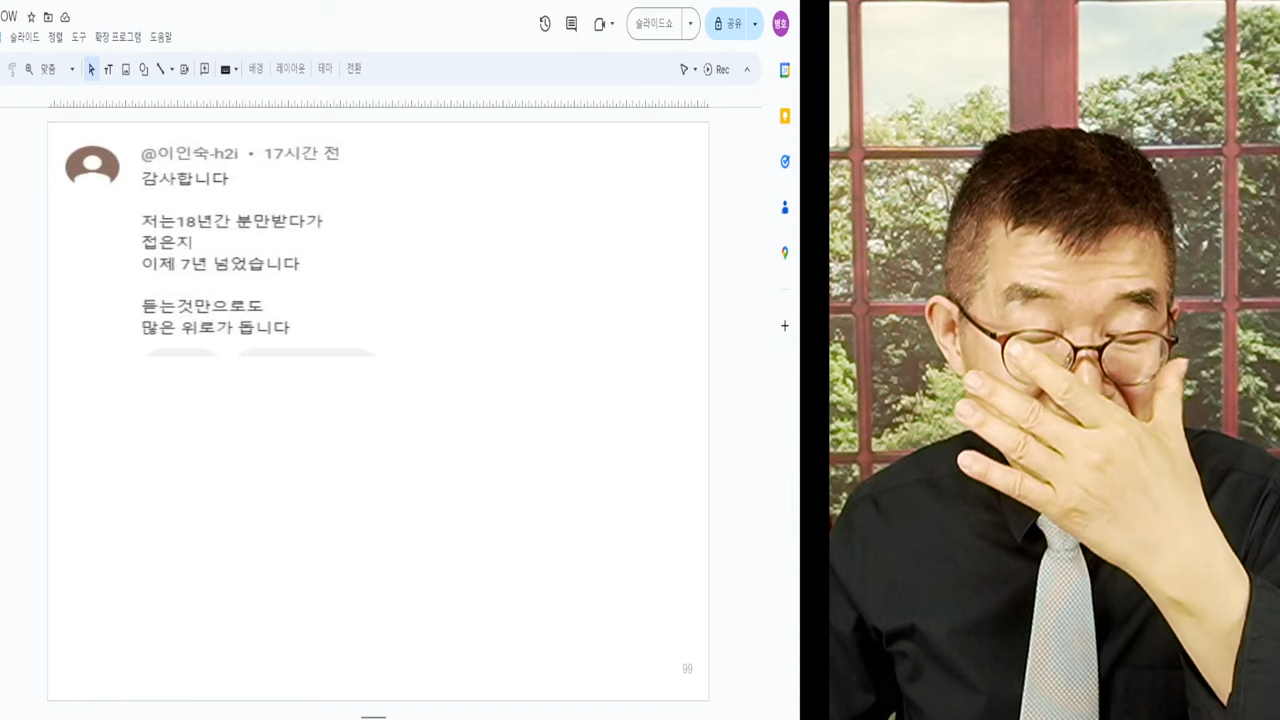 OW
슬라이드 정렬 도구 확장 프로그램 도움말
슬라이드쇼
공유
병호
맞춤
배경
레이아웃
테마
전환
Rec
@이인숙-h2i • 17시간 전
감사합니다
저는18년간 분만받다가
접은지
이제 7년 넘었습니다
듣는것만으로도
많은 위로가 됩니다
99